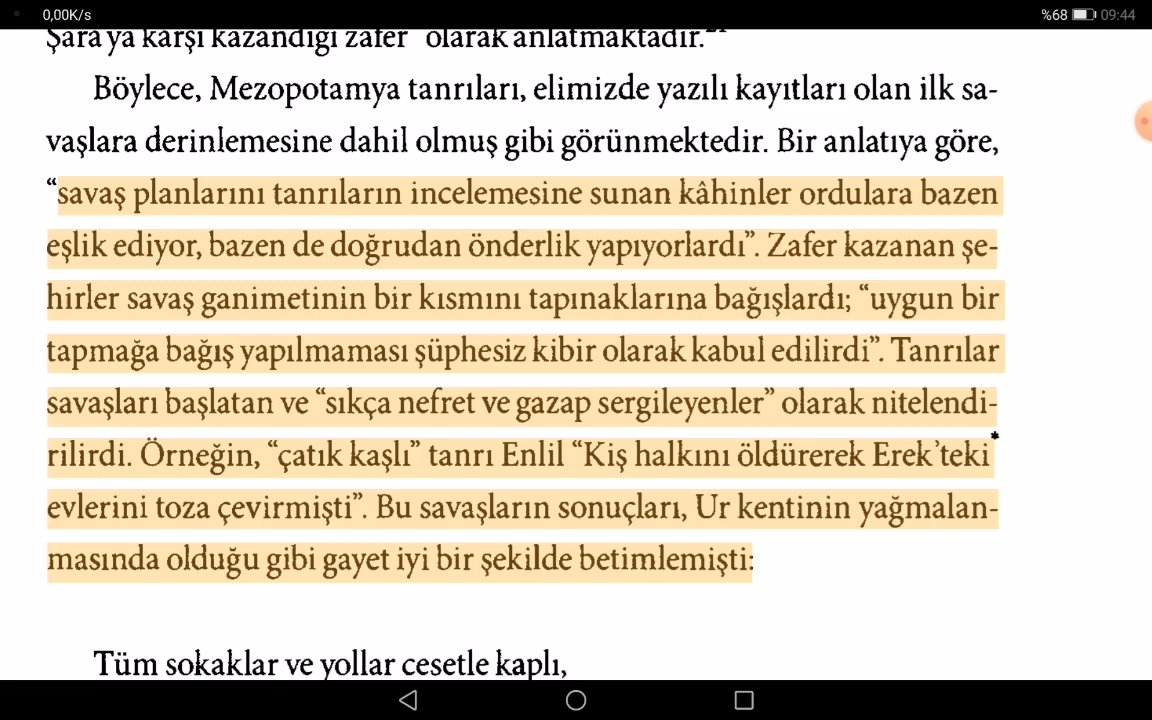 0,00K/s
%68 09:44
Şara'ya karşı kazandığı zafer" olarak anlatmaktadır.²¹
Böylece, Mezopotamya tanrıları, elimizde yazılı kayıtları olan ilk sa-
vaşlara derinlemesine dahil olmuş gibi görünmektedir. Bir anlatıya göre,
“savaş planlarını tanrıların incelemesine sunan kâhinler ordulara bazen
eşlik ediyor, bazen de doğrudan önderlik yapıyorlardı”. Zafer kazanan şe-
hirler savaş ganimetinin bir kısmını tapınaklarına bağışlardı; “uygun bir
tapmağa bağış yapılmaması şüphesiz kibir olarak kabul edilirdi”. Tanrılar
savaşları başlatan ve “sıkça nefret ve gazap sergileyenler” olarak nitelendi-
rilirdi. Örneğin, “çatık kaşlı” tanrı Enlil “Kiş halkını öldürerek Erek’teki*
evlerini toza çevirmişti”. Bu savaşların sonuçları, Ur kentinin yağmalan-
masında olduğu gibi gayet iyi bir şekilde betimlemişti:
Tüm sokaklar ve yollar cesetle kaplı,